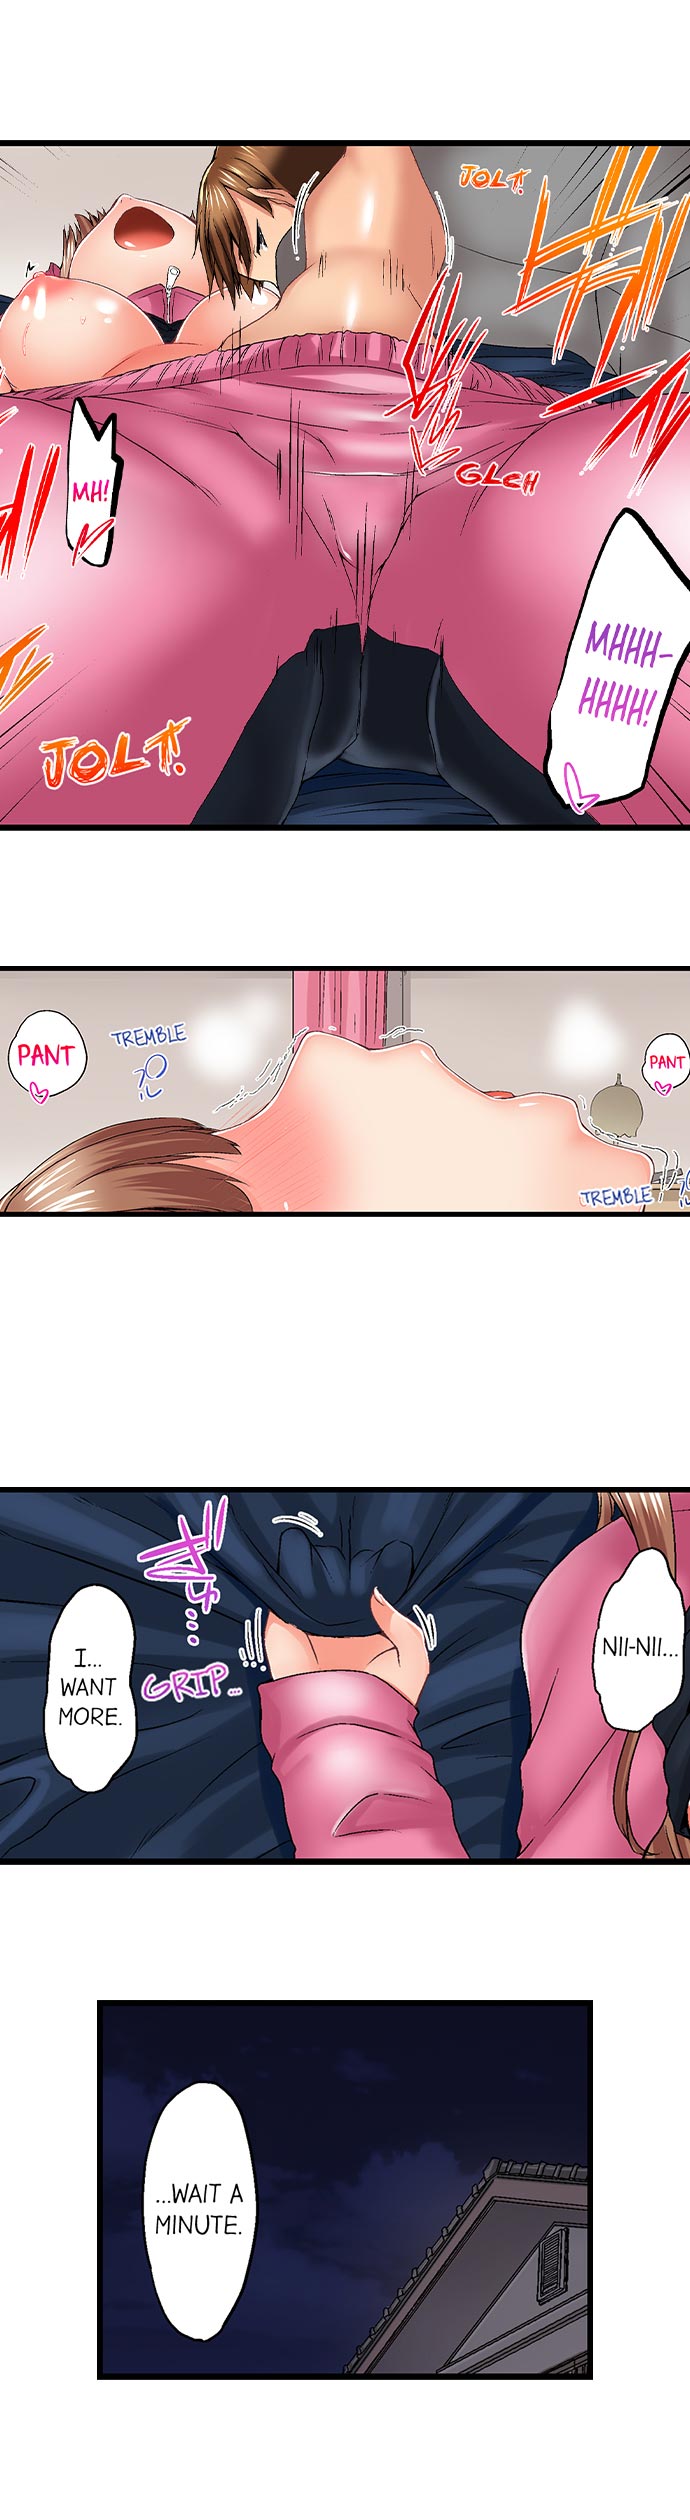 JOLT.
GLCH
MH!
MHHH-
HHHH!
JOLT.
PANT
TREMBLE
PANT
TREMBLE
NII-NII...
I...
WANT
MORE.
GRIP...
...WAIT A
MINUTE.